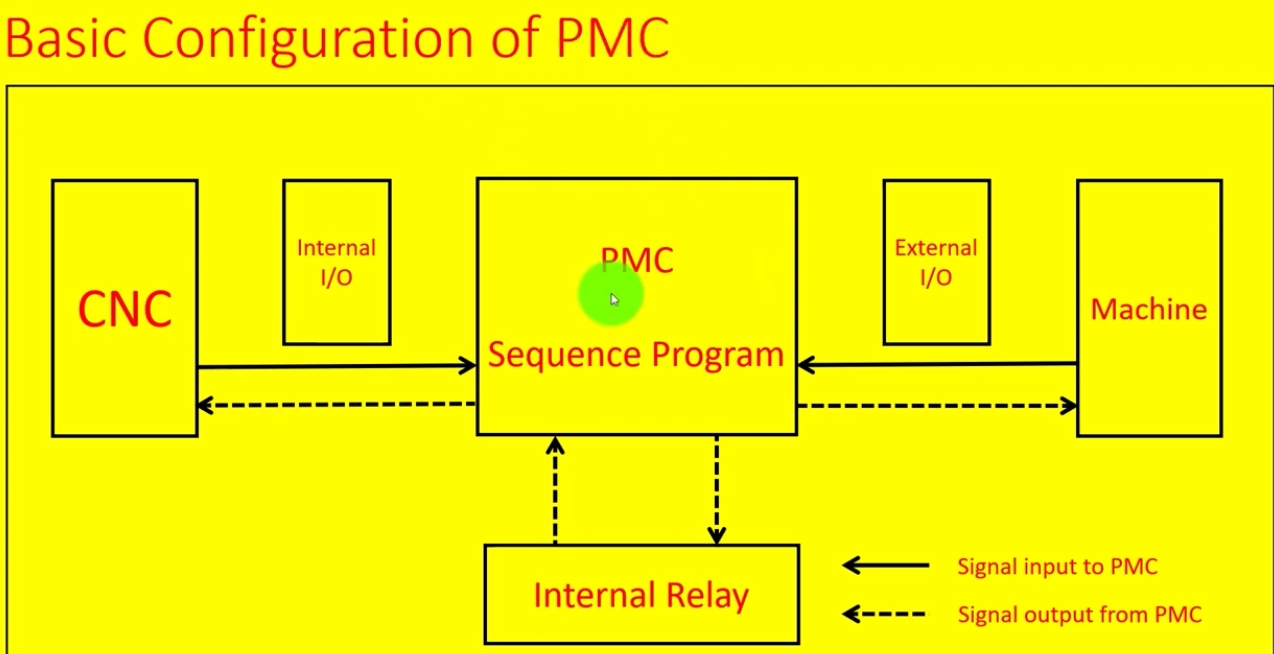 Basic Configuration of PMC
CNC
Internal
I/O
PMC
Sequence Program
External
I/O
Machine
Internal Relay
Signal input to PMC
Signal output from PMC